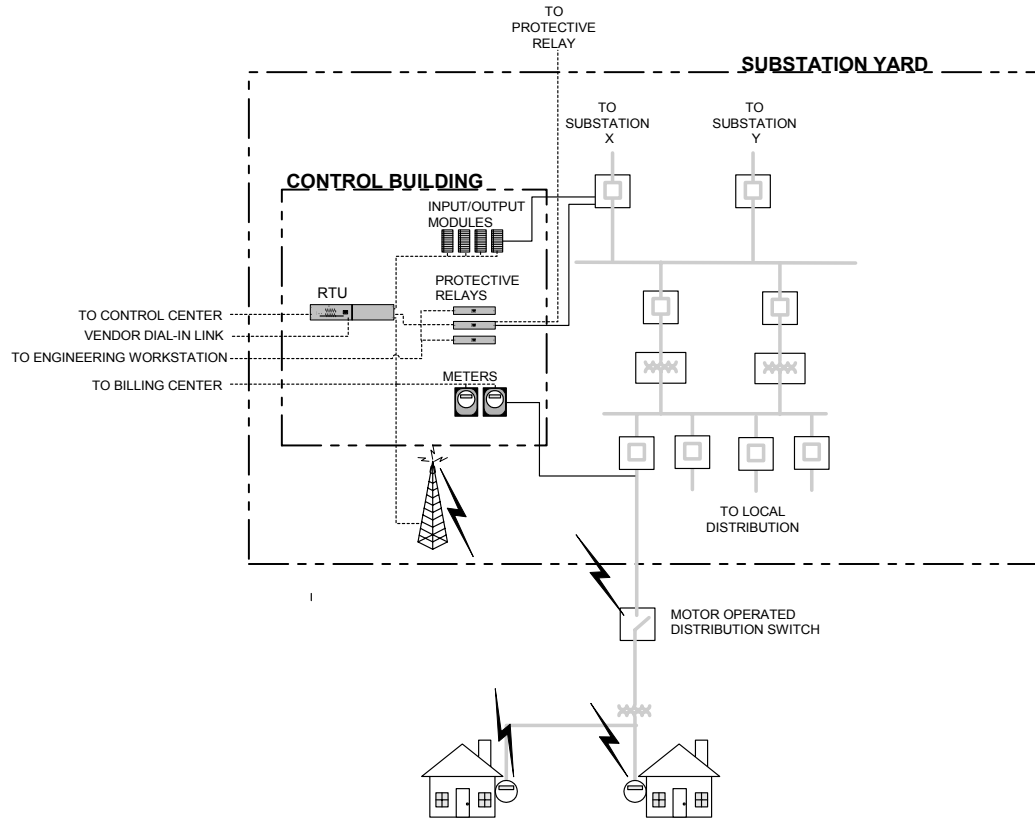 TO
PROTECTIVE
RELAY
SUBSTATION YARD
TO
SUBSTATION
X
TO
SUBSTATION
Y
CONTROL BUILDING
INPUT/OUTPUT
MODULES
RTU
PROTECTIVE
RELAYS
TO CONTROL CENTER
VENDOR DIAL-IN LINK
TO ENGINEERING WORKSTATION
TO BILLING CENTER
METERS
TO LOCAL
DISTRIBUTION
MOTOR OPERATED
DISTRIBUTION SWITCH